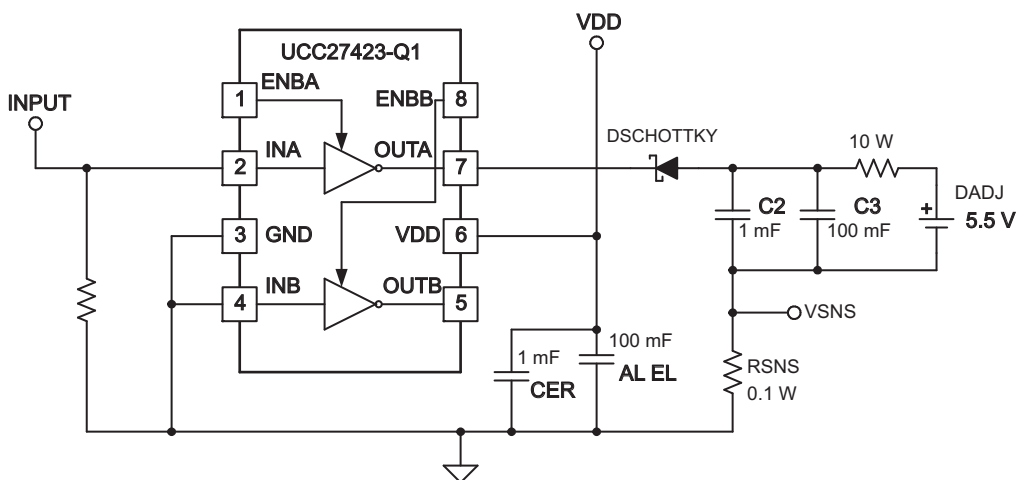 VDD
UCC27423-Q1
INPUT
1
ENBA
ENBB
8
2
INA
OUTA
7
3
GND
VDD
6
4
INB
OUTB
5
DSCHOTTKY
10 W
C2
1 mF
C3
100 mF
+
DADJ
5.5 V
VSNS
RSNS
0.1 W
1 mF
CER
100 mF
AL EL